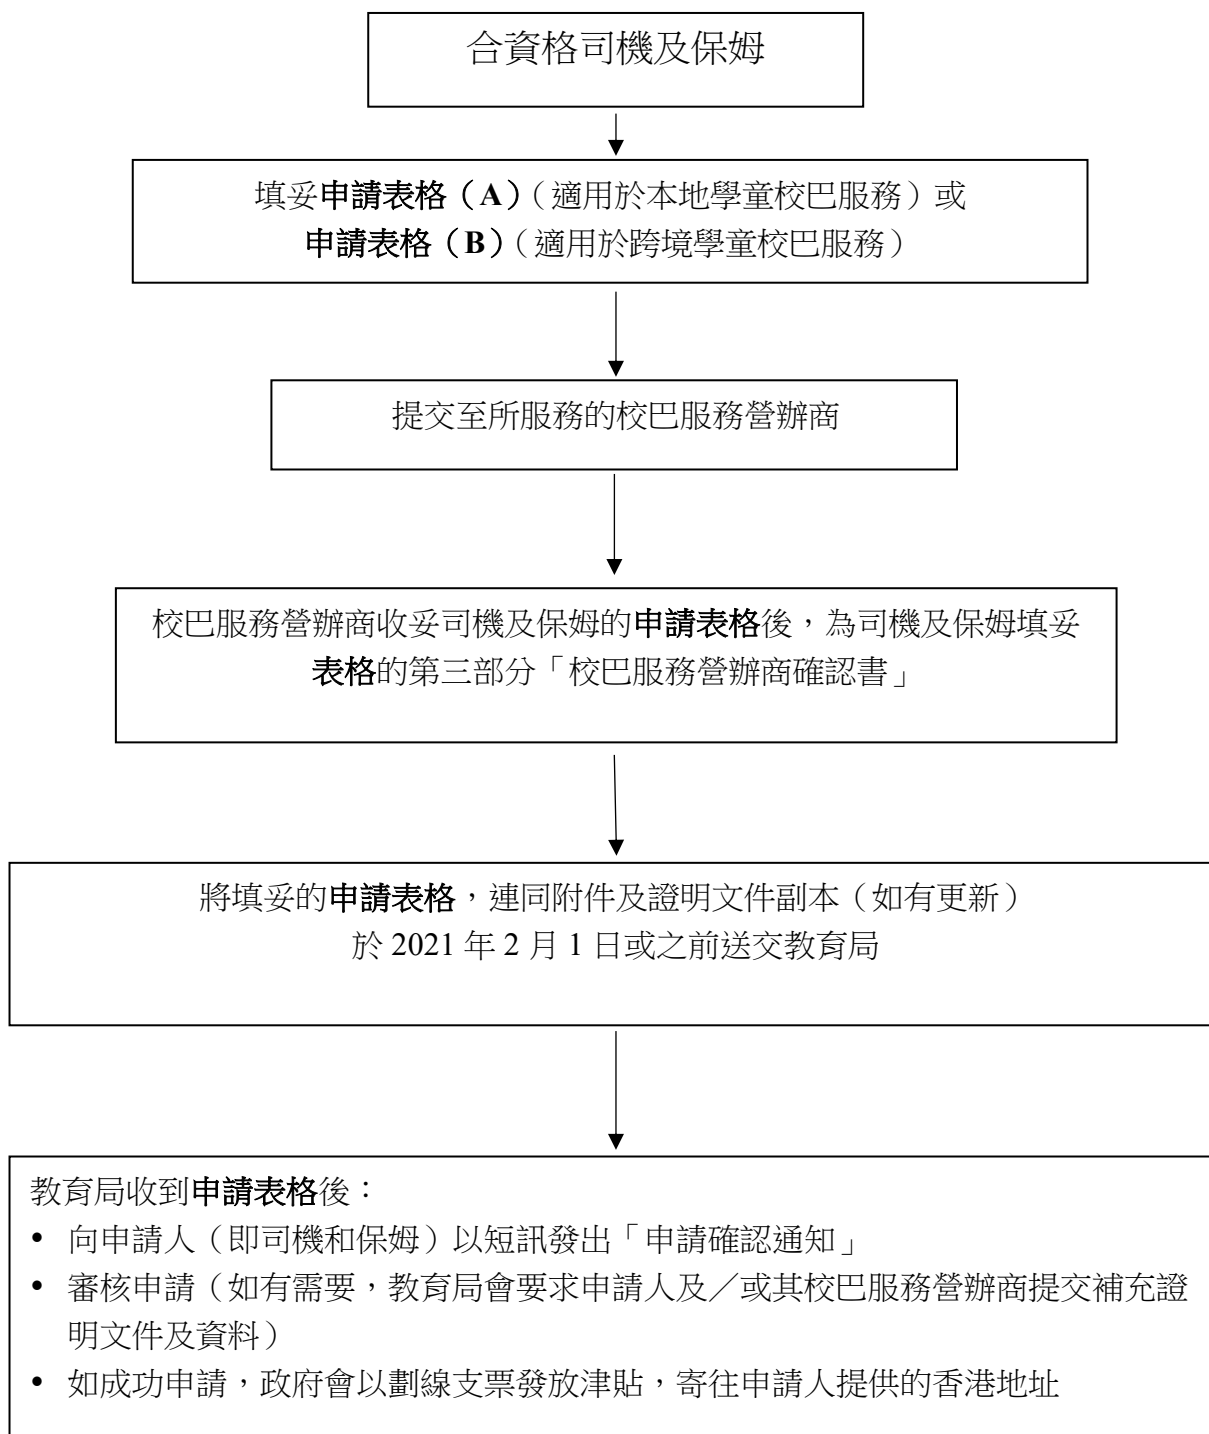 合資格司機及保姆
填妥申請表格（A）（適用於本地學童校巴服務）或
申請表格（B）（適用於跨境學童校巴服務）
提交至所服務的校巴服務營辦商
校巴服務營辦商收妥司機及保姆的申請表格後，為司機及保姆填妥
表格的第三部分「校巴服務營辦商確認書」
將填妥的申請表格，連同附件及證明文件副本（如有更新）
於 2021 年 2 月 1 日或之前送交教育局
教育局收到申請表格後：
• 向申請人（即司機和保姆）以短訊發出「申請確認通知」
• 審核申請（如有需要，教育局會要求申請人及／或其校巴服務營辦商提交補充證
明文件及資料）
• 如成功申請，政府會以劃線支票發放津貼，寄往申請人提供的香港地址